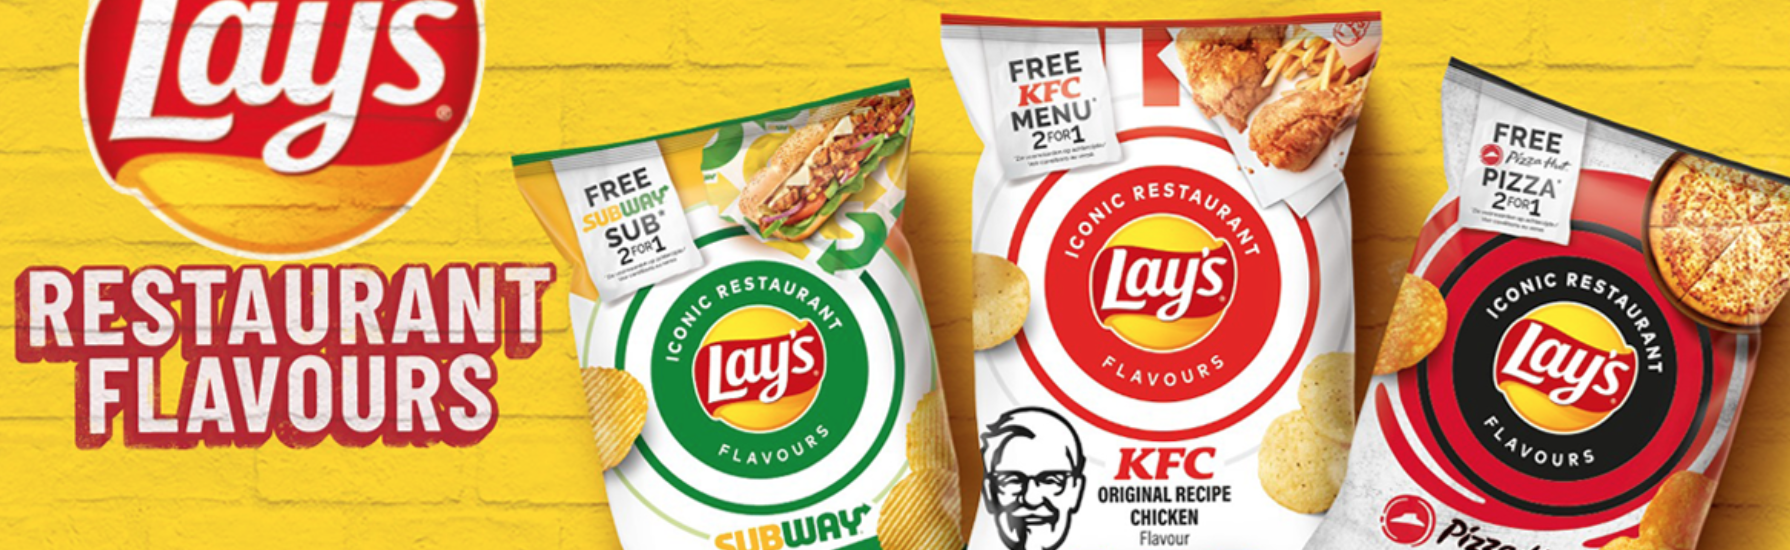 Lay's
RESTAURANT
FLAVOURS
FREE
SUBWAY
SUB*
2 FOR 1
ICONIC RESTAURANT
Lay's
FLAVOURS
SUBWAY
FREE
KFC
MENU*
2 FOR 1
ICONIC RESTAURANT
Lay's
FLAVOURS
KFC
ORIGINAL RECIPE
CHICKEN
Flavour
FREE
Pizza Hut
PIZZA*
2 FOR 1
ICONIC RESTAURANT
Lay's
FLAVOURS
Pizza